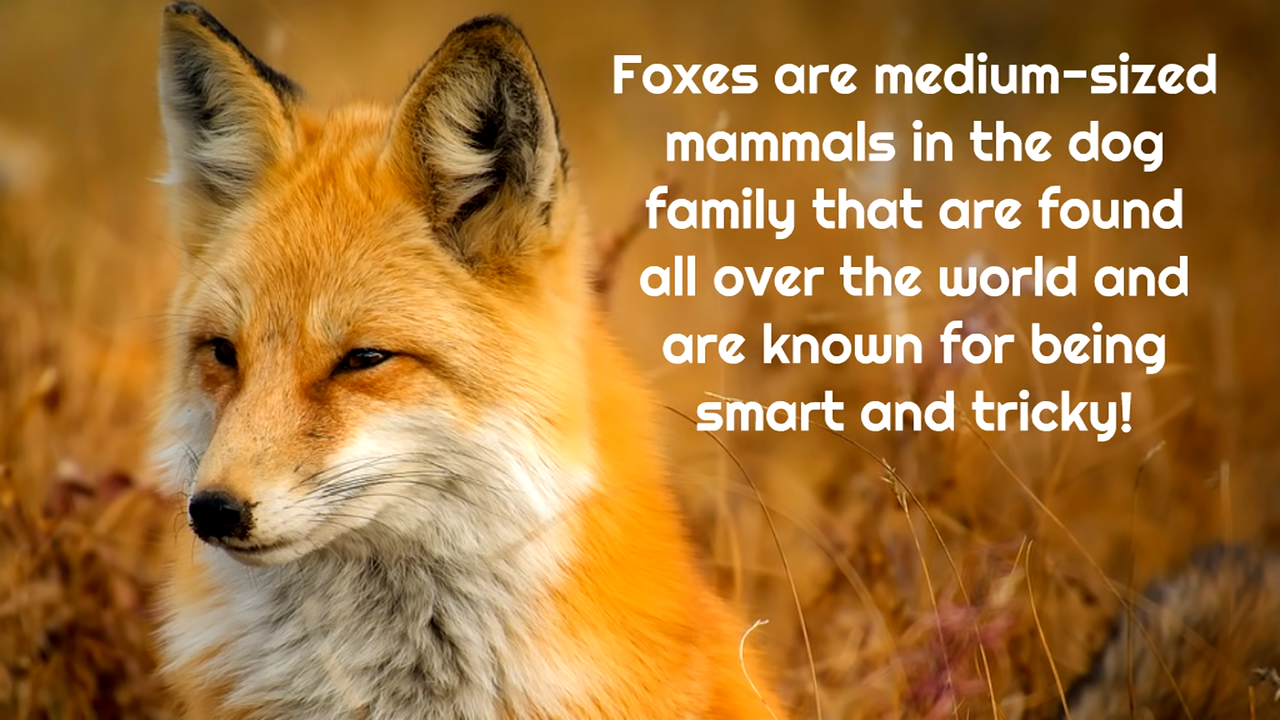 Foxes are medium-sized
mammals in the dog
family that are found
all over the world and
are known for being
smart and tricky!